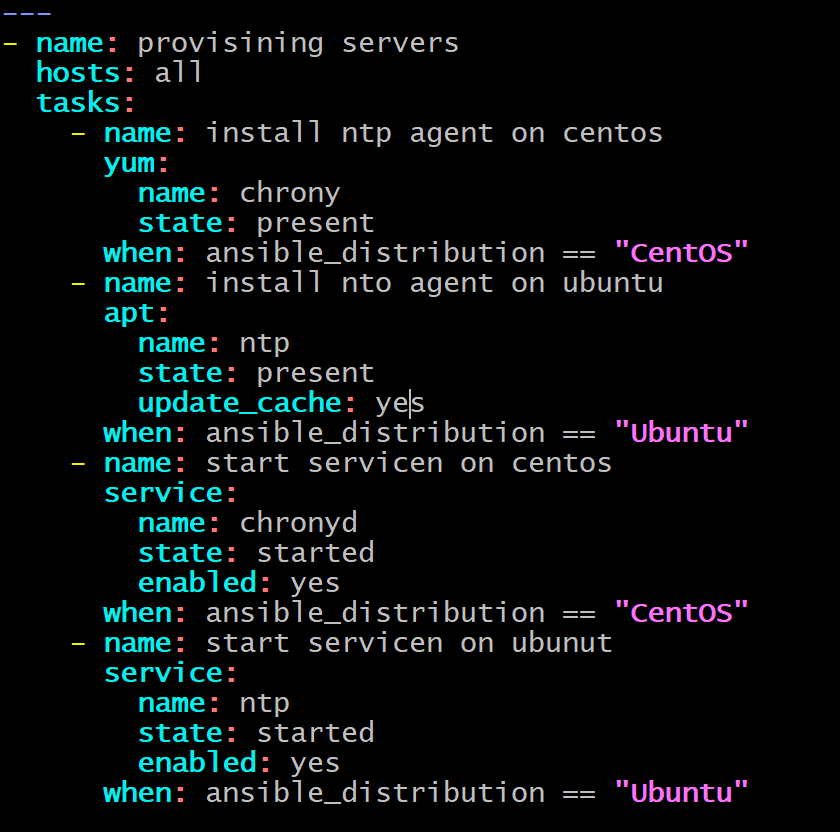 ---
- name: provisining servers
  hosts: all
  tasks:
    - name: install ntp agent on centos
      yum:
        name: chrony
        state: present
      when: ansible_distribution == "CentOS"
    - name: install nto agent on ubuntu
      apt:
        name: ntp
        state: present
        update_cache: yes
      when: ansible_distribution == "Ubuntu"
    - name: start servicen on centos
      service:
        name: chronyd
        state: started
        enabled: yes
      when: ansible_distribution == "CentOS"
    - name: start servicen on ubunut
      service:
        name: ntp
        state: started
        enabled: yes
      when: ansible_distribution == "Ubuntu"